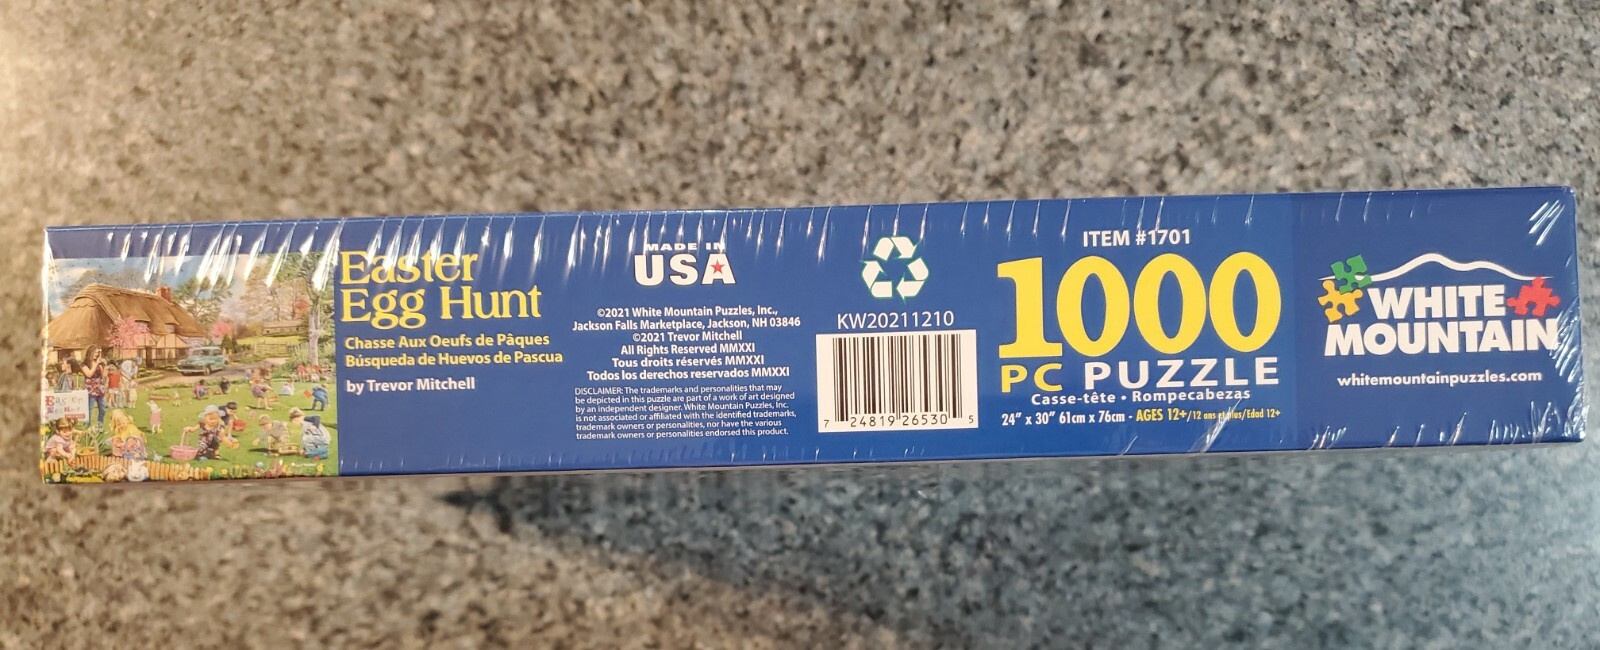 Easter
Egg Hunt
Chasse Aux Oeufs de Pâques
Búsqueda de Huevos de Pascua
by Trevor Mitchell
MADE IN
USA
©2021 White Mountain Puzzles, Inc.,
Jackson Falls Marketplace, Jackson, NH 03846
©2021 Trevor Mitchell
All Rights Reserved MMXXI
Tous droits réservés MMXXI
Todos los derechos reservados MMXXI
DISCLAIMER: The trademarks and personalities that may
be depicted in this puzzle are part of a work of art designed
by an independent designer. White Mountain Puzzles, Inc.
is not associated or affiliated with the identified trademarks,
trademark owners or personalities, nor have the various
trademark owners or personalities endorsed this product.
KW20211210
7 24819 26530 5
ITEM #1701
1000
PC PUZZLE
Casse-tête • Rompecabezas
24” x 30” 61cm x 76cm - AGES 12+/12 ans et plus/Edad 12+
WHITE
MOUNTAIN
whitemountainpuzzles.com